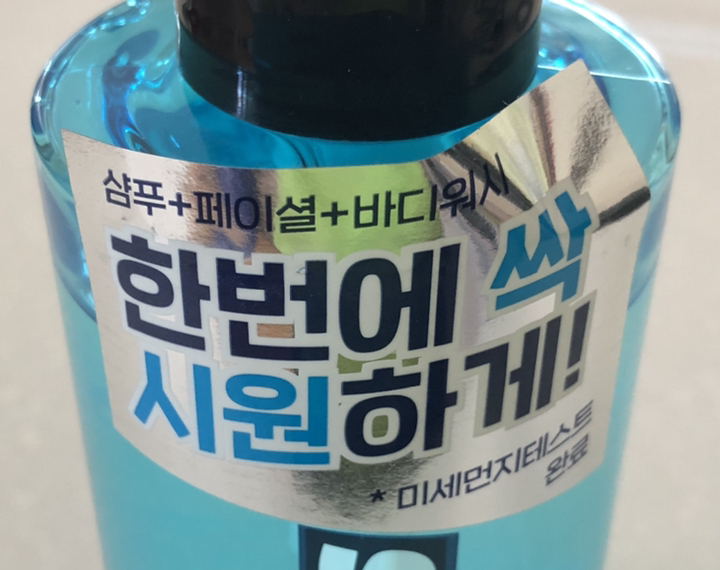 샴푸+페이셜+바디워시
한번에 싹
시원하게!
* 미세먼지테스트
완료